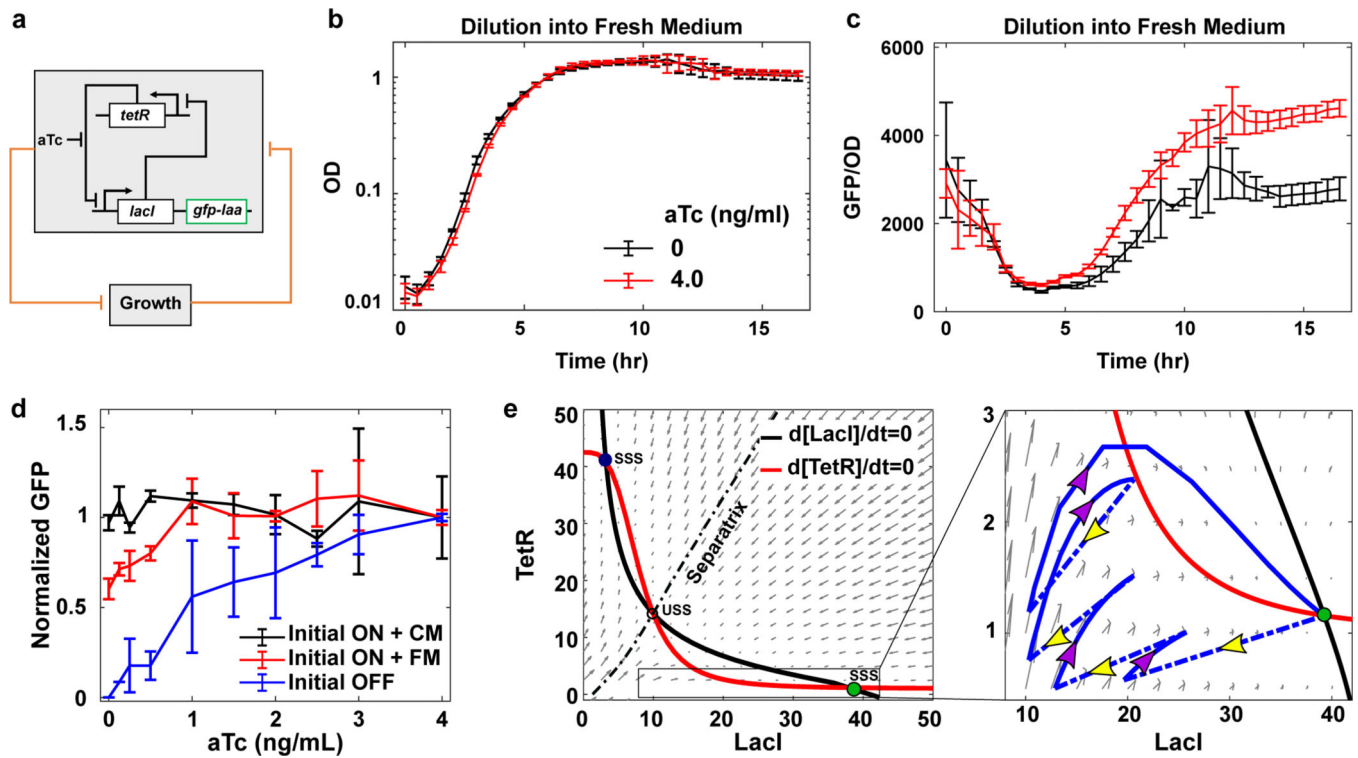 a
aTc
tetR
lacI
gfp-laa
Growth
b
Dilution into Fresh Medium
OD
1
0.1
0.01
aTc (ng/ml)
0
4.0
0
5
10
15
Time (hr)
c
Dilution into Fresh Medium
GFP/OD
6000
4000
2000
0
0
5
10
15
Time (hr)
d
Normalized GFP
1.5
1
0.5
0
Initial ON + CM
Initial ON + FM
Initial OFF
0
1
2
3
4
aTc (ng/mL)
e
TetR
50
40
30
20
10
0
SSS
d[LacI]/dt=0
d[TetR]/dt=0
Separatrix
USS
SSS
0
10
20
30
40
50
LacI
3
2
1
10
20
30
40
LacI